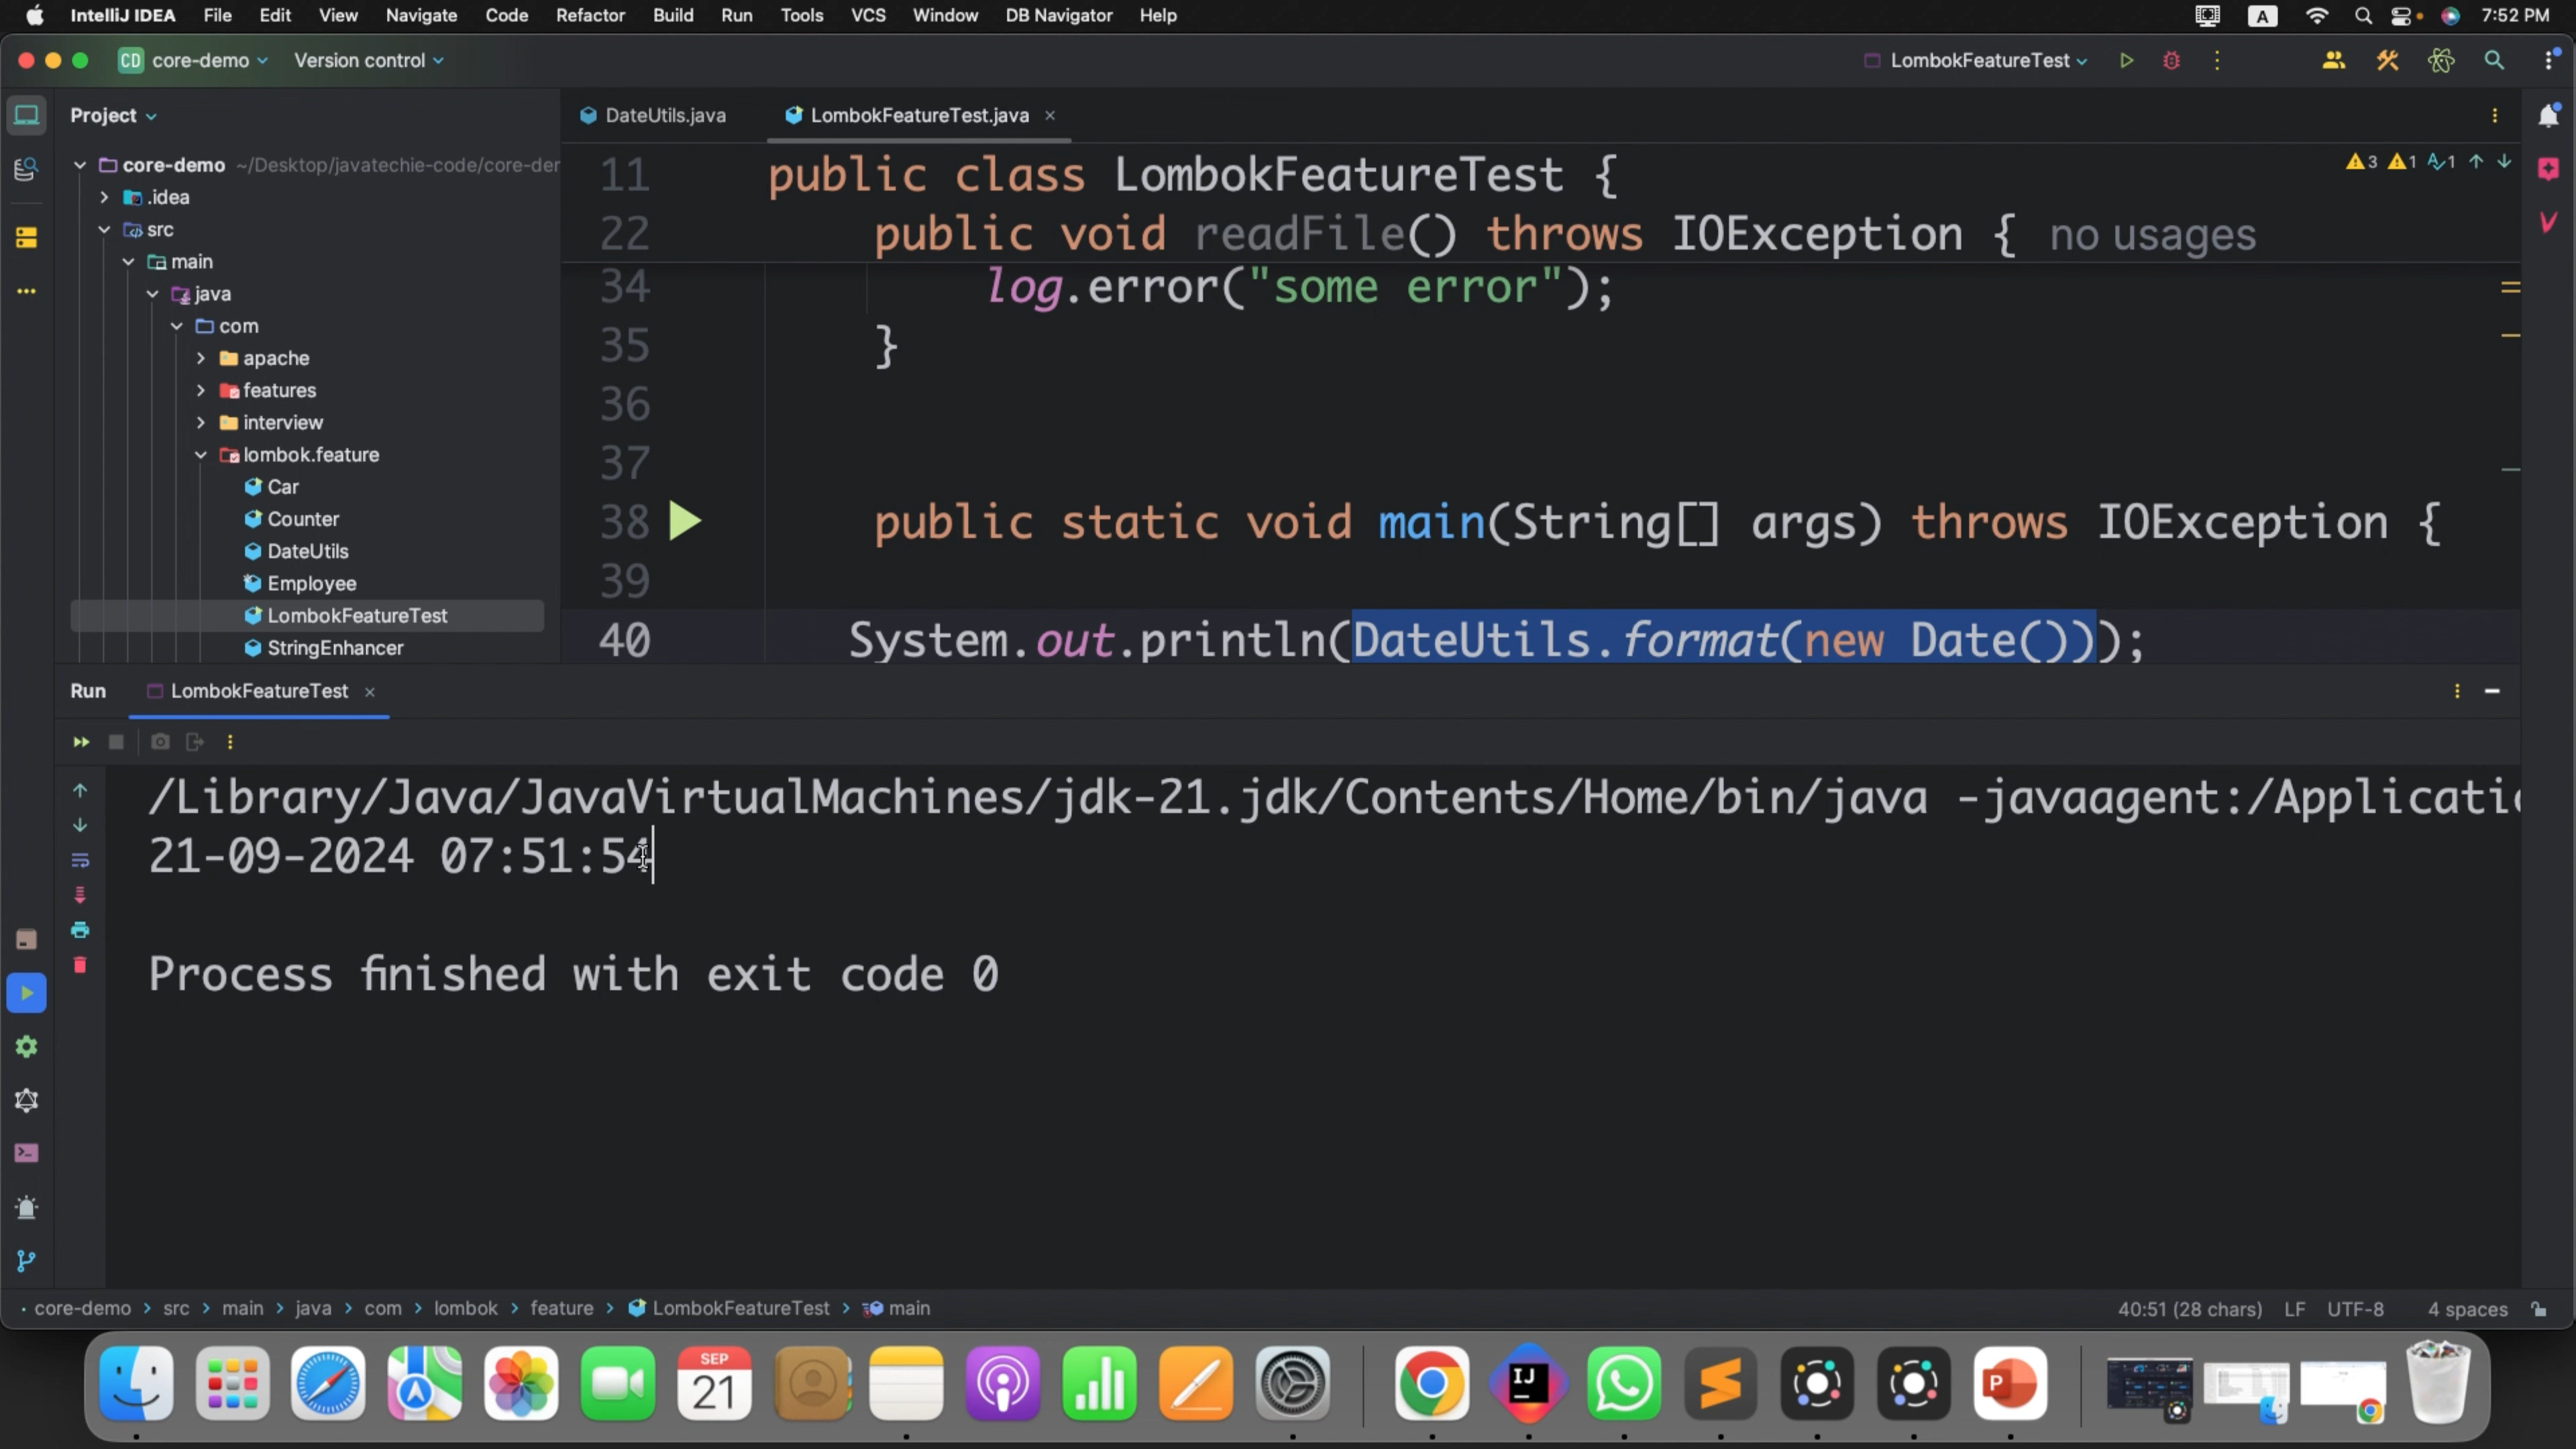 IntelliJ IDEA File Edit View Navigate Code Refactor Build Run Tools VCS Window DB Navigator Help A 7:52 PM
CD core-demo Version control LombokFeatureTest
Project
DateUtils.java LombokFeatureTest.java
core-demo ~/Desktop/javatechie-code/core-der
.idea
src
main
java
com
apache
features
interview
lombok.feature
Car
Counter
DateUtils
Employee
LombokFeatureTest
StringEnhancer
3 1 1
11 public class LombokFeatureTest {
22 public void readFile() throws IOException { no usages
34 log.error("some error");
35 }
36
37
38 public static void main(String[] args) throws IOException {
39
40 System.out.println(DateUtils.format(new Date()));
Run LombokFeatureTest
/Library/Java/JavaVirtualMachines/jdk-21.jdk/Contents/Home/bin/java -javaagent:/Applicatio
21-09-2024 07:51:54
Process finished with exit code 0
core-demo > src > main > java > com > lombok > feature > LombokFeatureTest > main
40:51 (28 chars) LF UTF-8 4 spaces
SEP
21
IJ
P